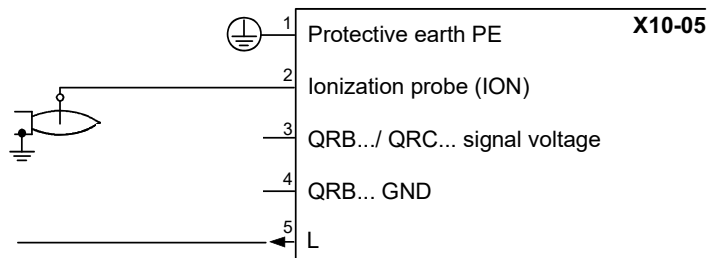 X10-05
1 Protective earth PE
2 Ionization probe (ION)
3 QRB.../ QRC... signal voltage
4 QRB... GND
5 L